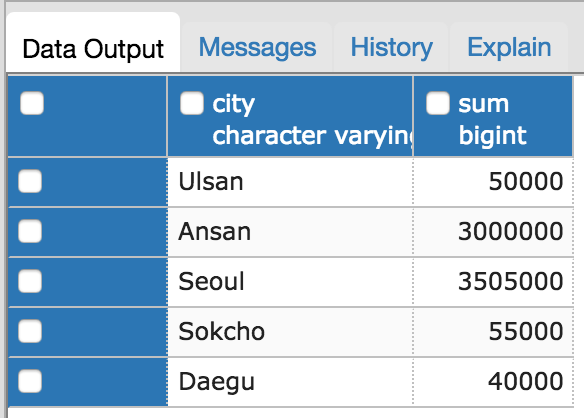 Data Output Messages History Explain
city sum
character varying bigint
Ulsan 50000
Ansan 3000000
Seoul 3505000
Sokcho 55000
Daegu 40000